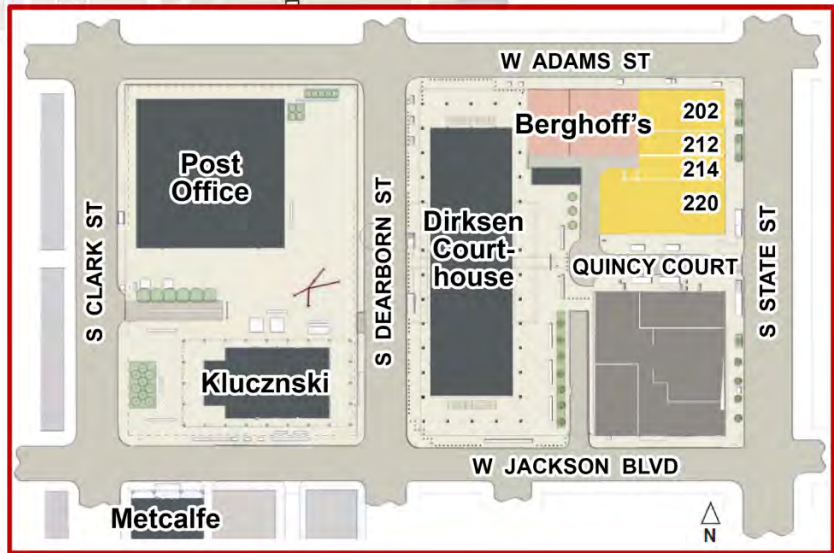 W ADAMS ST
Berghoff's
202
212
214
220
Post
Office
S CLARK ST
S DEARBORN ST
Dirksen
Court-
house
QUINCY COURT
S STATE ST
Klucznski
W JACKSON BLVD
Metcalfe
N